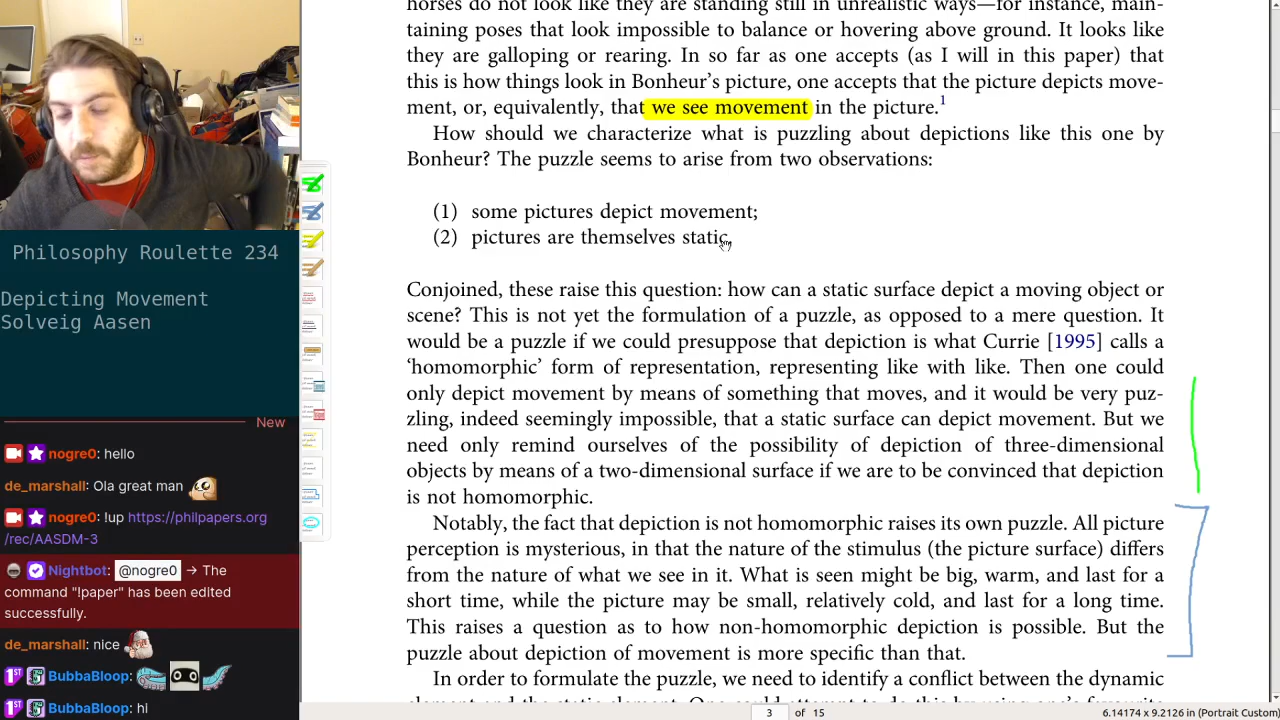 horses do not look like they are standing still in unrealistic ways—for instance, main-
taining poses that look impossible to balance or hovering above ground. It looks like
they are galloping or rearing. In so far as one accepts (as I will in this paper) that
this is how things look in Bonheur's picture, one accepts that the picture depicts move-
ment, or, equivalently, that we see movement in the picture.1
How should we characterize what is puzzling about depictions like this one by
Bonheur? The puzzle seems to arise from two observations:
(1) some pictures depict movement;
(2) pictures are themselves static.
Conjoined, these raise this question: how can a static surface depict a moving object or
scene? This is not yet the formulation of a puzzle, as opposed to a mere question. It
would be a puzzle if we could presuppose that depiction is what Currie [1995] calls a
'homomorphic' form of representation, representing like with like. Then one could
only depict movement by means of something that moves, and it would be very puz-
zling, indeed seemingly impossible, for a static surface to depict movement. But we
need only remind ourselves of the possibility of depiction of three-dimensional
objects by means of a two-dimensional surface if we are to be convinced that depiction
is not homomorphic.
Notably, the fact that depiction is not homomorphic raises its own puzzle. All picture
perception is mysterious, in that the nature of the stimulus (the picture surface) differs
from the nature of what we see in it. What is seen might be big, warm, and last for a
short time, while the picture may be small, relatively cold, and last for a long time.
This raises a question as to how non-homomorphic depiction is possible. But the
puzzle about depiction of movement is more specific than that.
In order to formulate the puzzle, we need to identify a conflict between the dynamic
Philosophy Roulette 234
Depicting Movement
Solveig Aasen
New
nogre0: hello
de_marshall: Ola great man
nogre0: !up https://philpapers.org
/rec/AASDM-3
Nightbot: @nogre0 → The
command "!paper" has been edited
successfully.
de_marshall: nice
1ST BubbaBloop:
1ST BubbaBloop: hI
3 of 15
6.14174 x 9.2126 in (Portrait Custom)